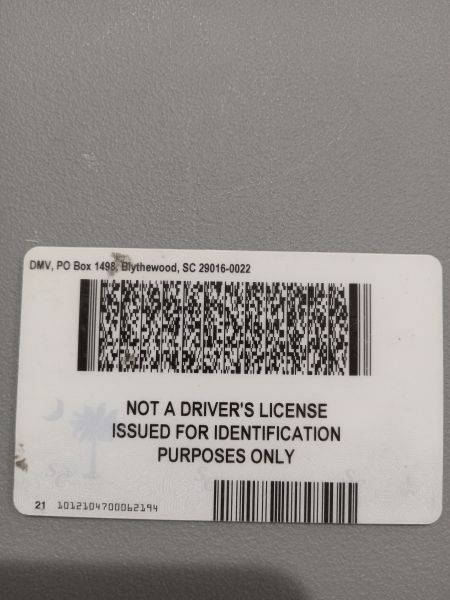 DMV, PO Box 1498, Blythewood, SC 29016-0022
NOT A DRIVER'S LICENSE
ISSUED FOR IDENTIFICATION
PURPOSES ONLY
21 1012104700062194